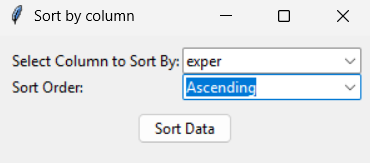 Sort by column
Select Column to Sort By: exper
Sort Order: Ascending
Sort Data